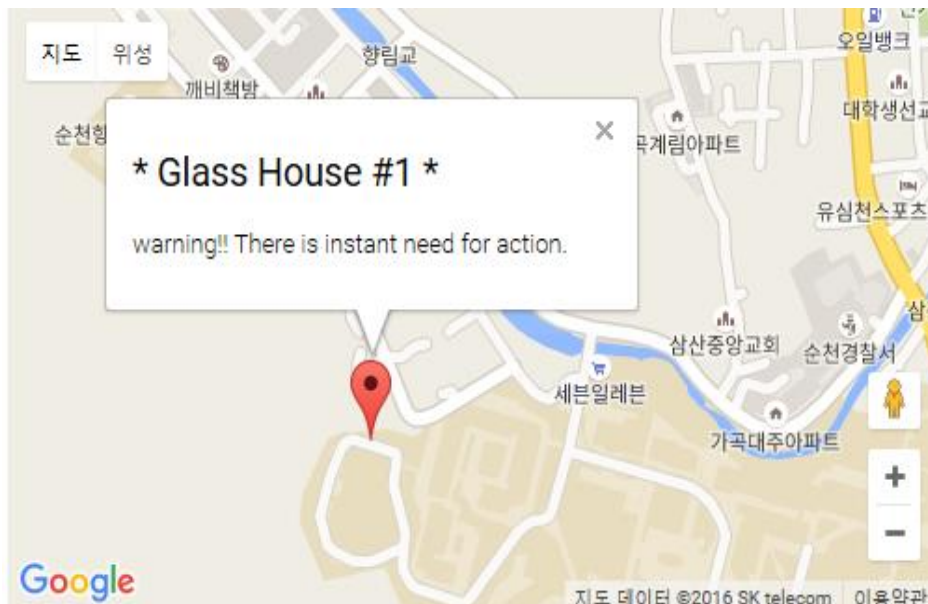 지도 위성
향림교
오일뱅크
깨비책방
대학생선교
순천향
곡계림아파트
* Glass House #1 *
warning!! There is instant need for action.
유심천스포츠
삼산중앙교회
순천경찰서
세븐일레븐
가곡대주아파트
Google
지도 데이터 ©2016 SK telecom 이용약관